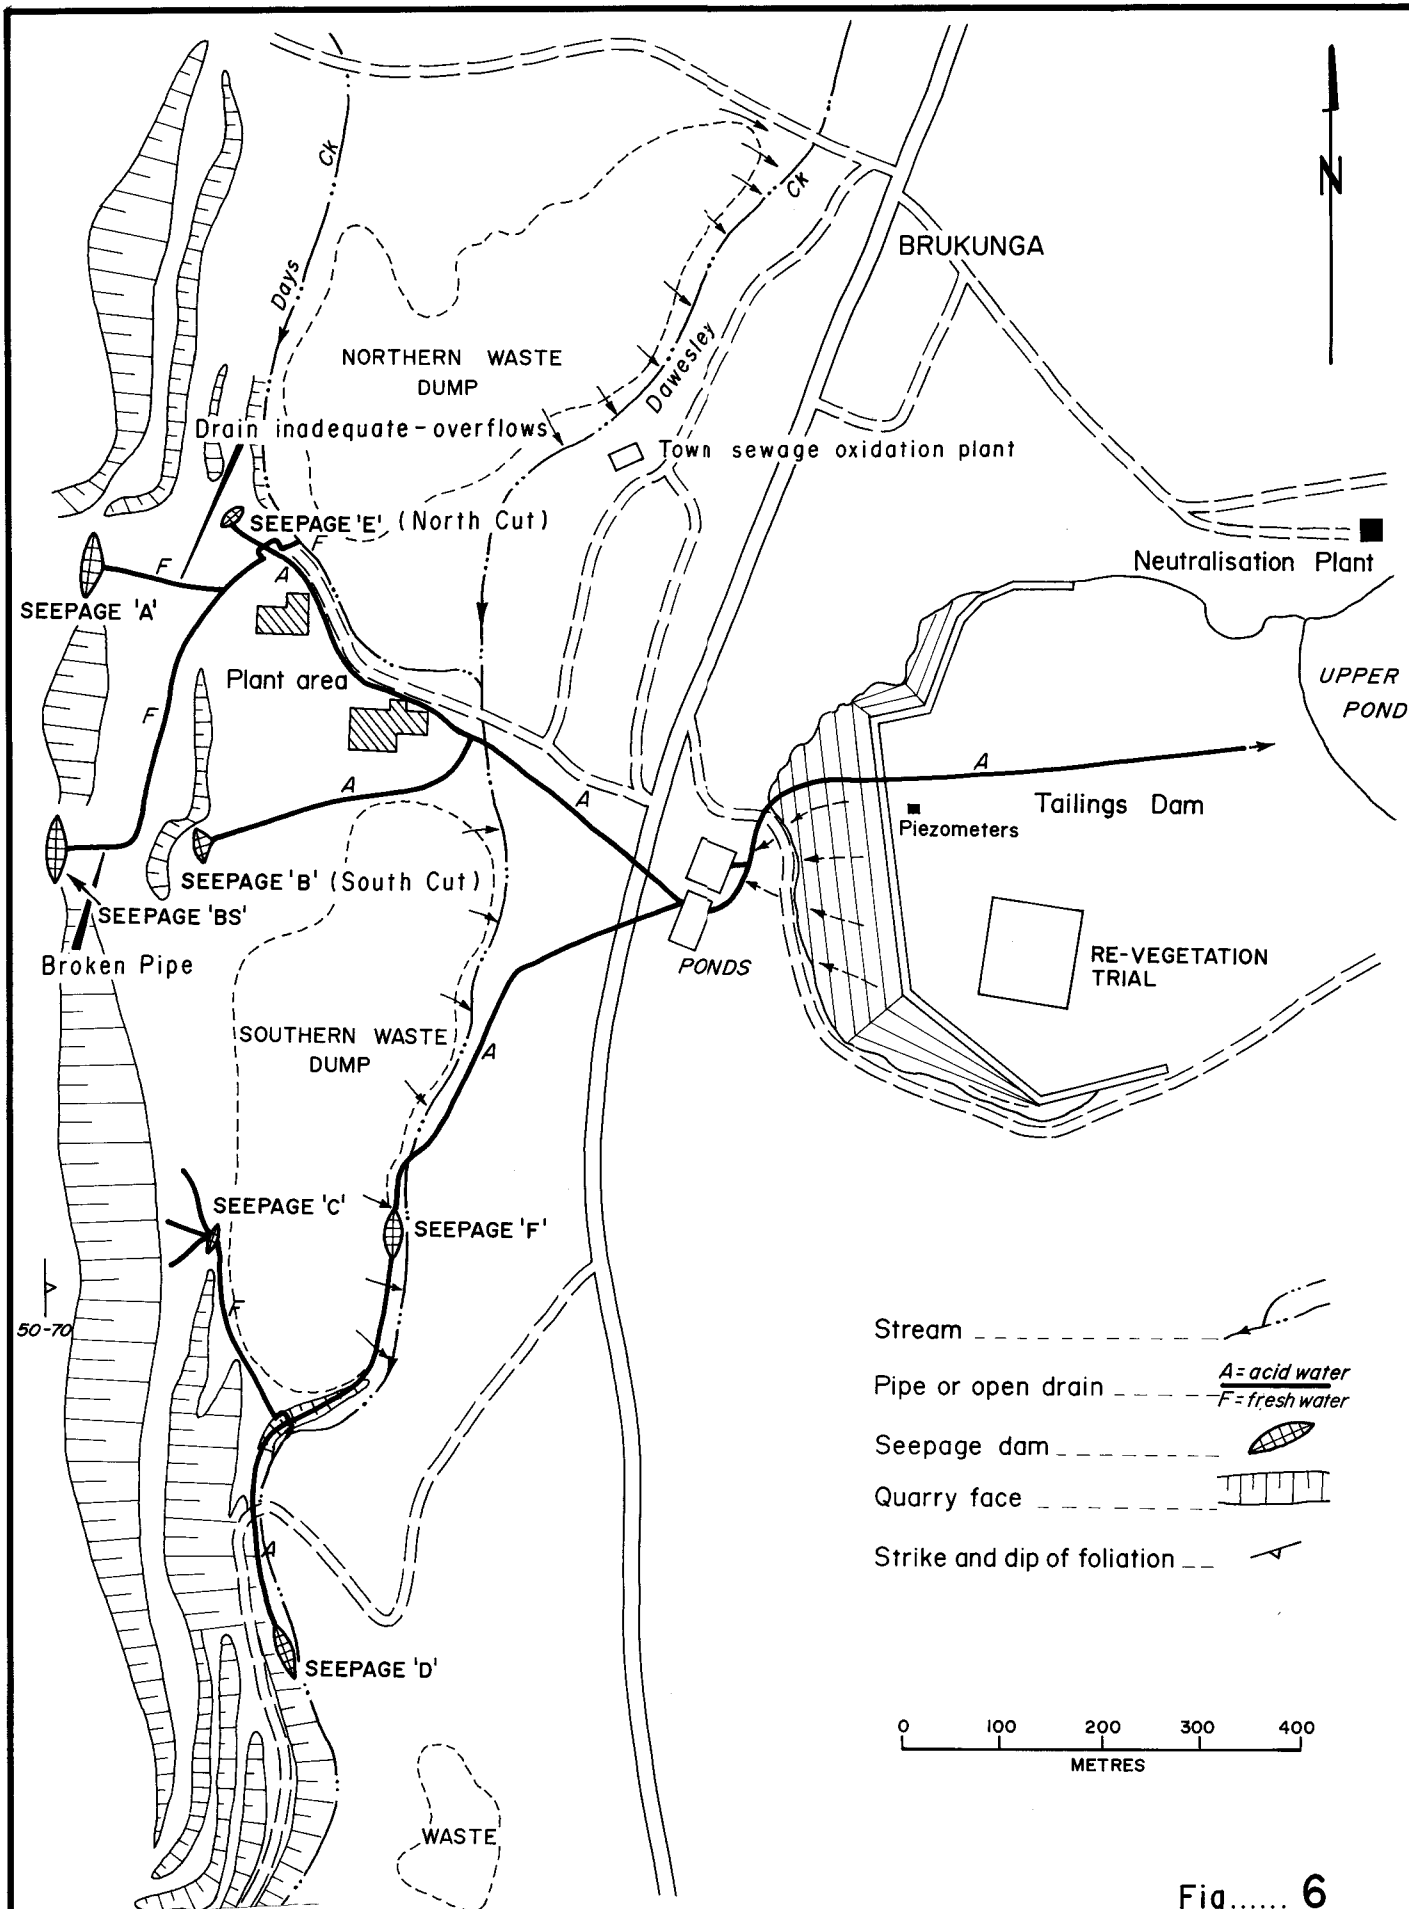 Ck
Days
Ck
Dawesley
N
BRUKUNGA
NORTHERN WASTE
DUMP
Drain inadequate-overflows
Town sewage oxidation plant
SEEPAGE 'E' (North Cut)
F
F
A
SEEPAGE 'A'
Neutralisation Plant
Plant area
F
UPPER
POND
A
A
A
Tailings Dam
Piezometers
SEEPAGE 'B' (South Cut)
SEEPAGE 'BS'
Broken Pipe
PONDS
RE-VEGETATION
TRIAL
SOUTHERN WASTE
DUMP
A
SEEPAGE 'C'
SEEPAGE 'F'
F
50-70
A
SEEPAGE 'D'
WASTE
Stream
Pipe or open drain
A = acid water
F = fresh water
Seepage dam
Quarry face
Strike and dip of foliation
0 100 200 300 400
METRES
Fig...... 6